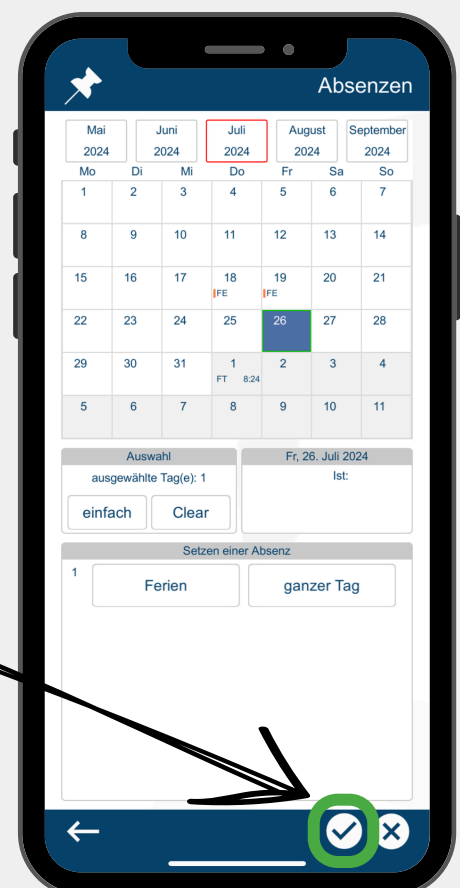 Absenzen
Mai Juni Juli August September
2024 2024 2024 2024 2024
Mo Di Mi Do Fr Sa So
1 2 3 4 5 6 7
8 9 10 11 12 13 14
15 16 17 18 19 20 21
FE FE
22 23 24 25 26 27 28
29 30 31 1 2 3 4
FT 8:24
5 6 7 8 9 10 11
Auswahl
ausgewählte Tag(e): 1
einfach Clear
Fr, 26. Juli 2024
Ist:
Setzen einer Absenz
1 Ferien ganzer Tag